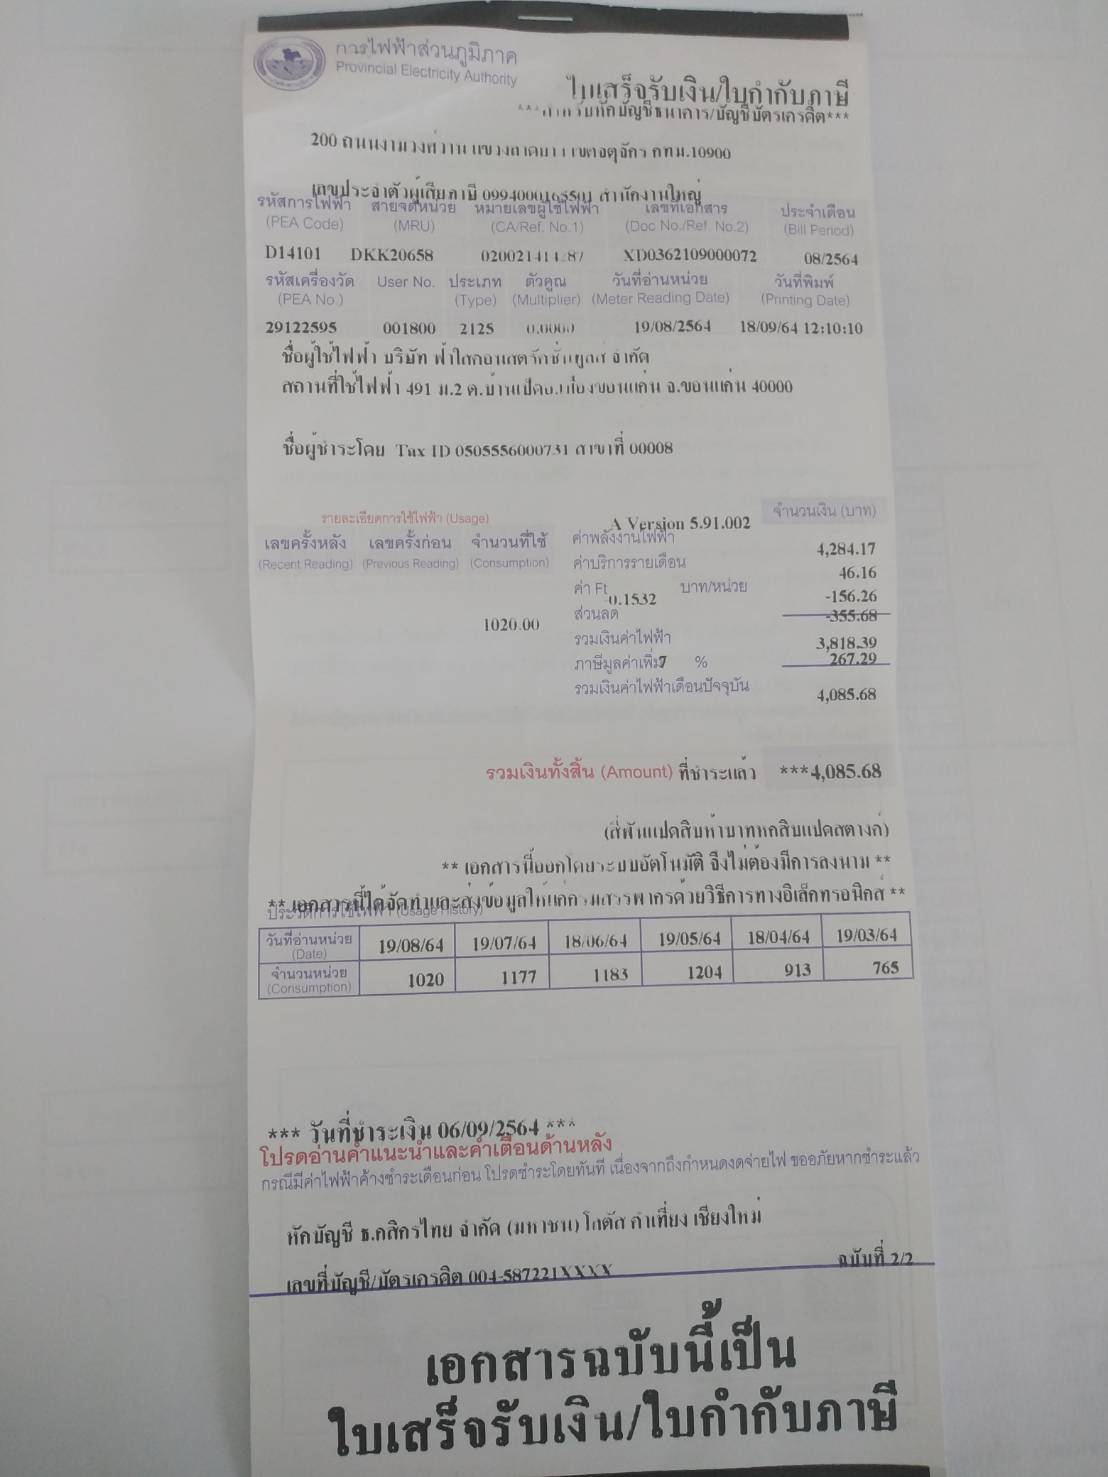 การไฟฟ้าส่วนภูมิภาค
Provincial Electricity Authority
ใบเสร็จรับเงิน/ใบกำกับภาษี
***สำหรับหักบัญชีธนาคาร/บัญชีบัตรเครดิต***
200 ถนนงามวงศ์วาน แขวงลาดยาว เขตจตุจักร กทม.10900
เลขประจำตัวผู้เสียภาษี 0994000165501 สำนักงานใหญ่
รหัสการไฟฟ้า สายจดหน่วย หมายเลขผู้ใช้ไฟฟ้า เลขที่เอกสาร ประจำเดือน
(PEA Code) (MRU) (CA/Ref. No.1) (Doc No./Ref. No.2) (Bill Period)
D14101 DKK20658 XD0362109000072 08/2564
รหัสเครื่องวัด User No. ประเภท ตัวคูณ วันที่อ่านหน่วย วันที่พิมพ์
(PEA No.) (Type) (Multiplier) (Meter Reading Date) (Printing Date)
29122595 001800 2125 19/08/2564 18/09/64 12:10:10
ชื่อผู้ใช้ไฟฟ้า บริษัท จำกัด
สถานที่ใช้ไฟฟ้า 491 ม.2 ต.บ้านเป็ด อ.เมืองขอนแก่น จ.ขอนแก่น 40000
ชื่อผู้ชำระโดย Tax ID 0505556000731 สาขาที่ 00008
รายละเอียดการใช้ไฟฟ้า (Usage) A Version 5.91.002 จำนวนเงิน (บาท)
เลขครั้งหลัง เลขครั้งก่อน จำนวนที่ใช้ ค่าพลังงานไฟฟ้า 4,284.17
(Recent Reading) (Previous Reading) (Consumption) ค่าบริการรายเดือน 46.16
ค่า Ft 0.1532 บาท/หน่วย -156.26
1020.00 ส่วนลด -355.68
รวมเงินค่าไฟฟ้า 3,818.39
ภาษีมูลค่าเพิ่ม 7 % 267.29
รวมเงินค่าไฟฟ้าเดือนปัจจุบัน 4,085.68
รวมเงินทั้งสิ้น (Amount) ที่ชำระแล้ว ***4,085.68
(สี่พันแปดสิบห้าบาทหกสิบแปดสตางค์)
** เอกสารนี้ออกโดยระบบอัตโนมัติ จึงไม่ต้องมีการลงนาม **
** เอกสารนี้ได้จัดทำและส่งข้อมูลให้แก่กรมสรรพากรด้วยวิธีการทางอิเล็กทรอนิกส์ **
ประวัติการใช้ไฟฟ้า (Usage History)
วันที่อ่านหน่วย (Date) 19/08/64 19/07/64 18/06/64 19/05/64 18/04/64 19/03/64
จำนวนหน่วย (Consumption) 1020 1177 1183 1204 913 765
*** วันที่ชำระเงิน 06/09/2564 ***
โปรดอ่านคำแนะนำและคำเตือนด้านหลัง
กรณีมีค่าไฟฟ้าค้างชำระเดือนก่อน โปรดชำระโดยทันที เนื่องจากถึงกำหนดงดจ่ายไฟ ขออภัยหากชำระแล้ว
หักบัญชี ธ.กสิกรไทย จำกัด (มหาชน) โลตัส คำเที่ยง เชียงใหม่
ฉบับที่ 2/2
เลขที่บัญชี/บัตรเครดิต 004-587221XXXX
เอกสารฉบับนี้เป็น
ใบเสร็จรับเงิน/ใบกำกับภาษี